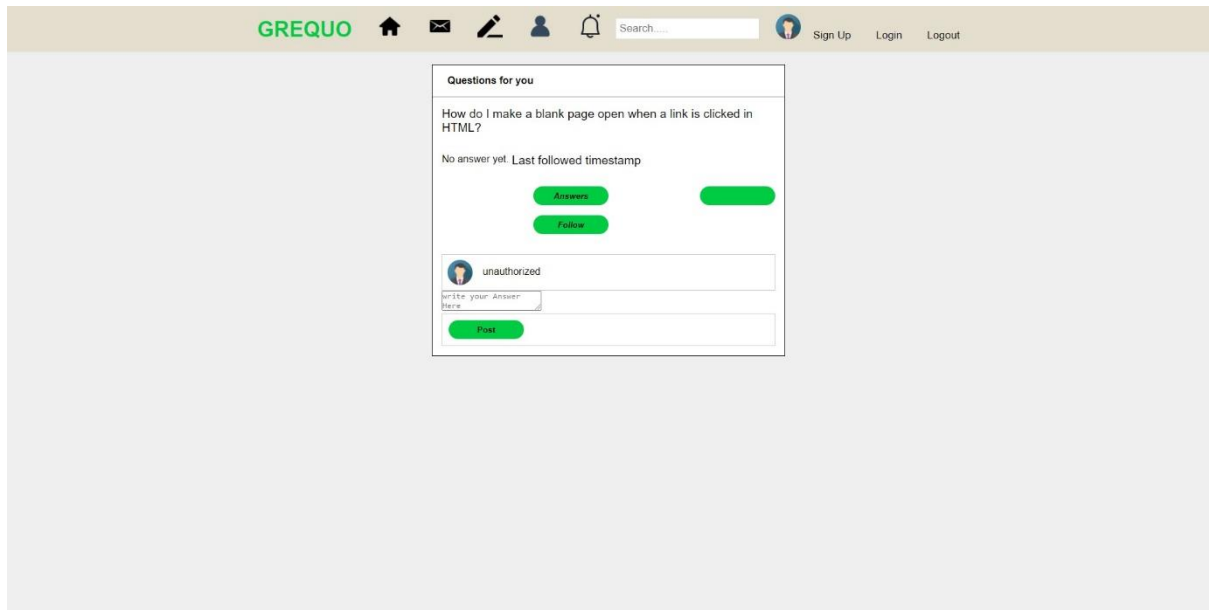 GREQUO Search..... Sign Up Login Logout
Questions for you
How do I make a blank page open when a link is clicked in
HTML?
No answer yet. Last followed timestamp
Answers
Follow
unauthorized
write your Answer
Here
Post